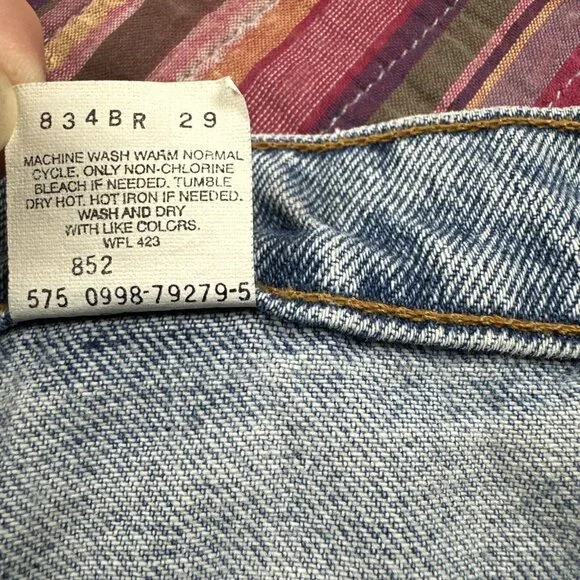 834BR 29
MACHINE WASH WARM NORMAL
CYCLE, ONLY NON-CHLORINE
BLEACH IF NEEDED. TUMBLE
DRY HOT. HOT IRON IF NEEDED.
WASH AND DRY
WITH LIKE COLORS.
WFL 423
852
575 0998-79279-5